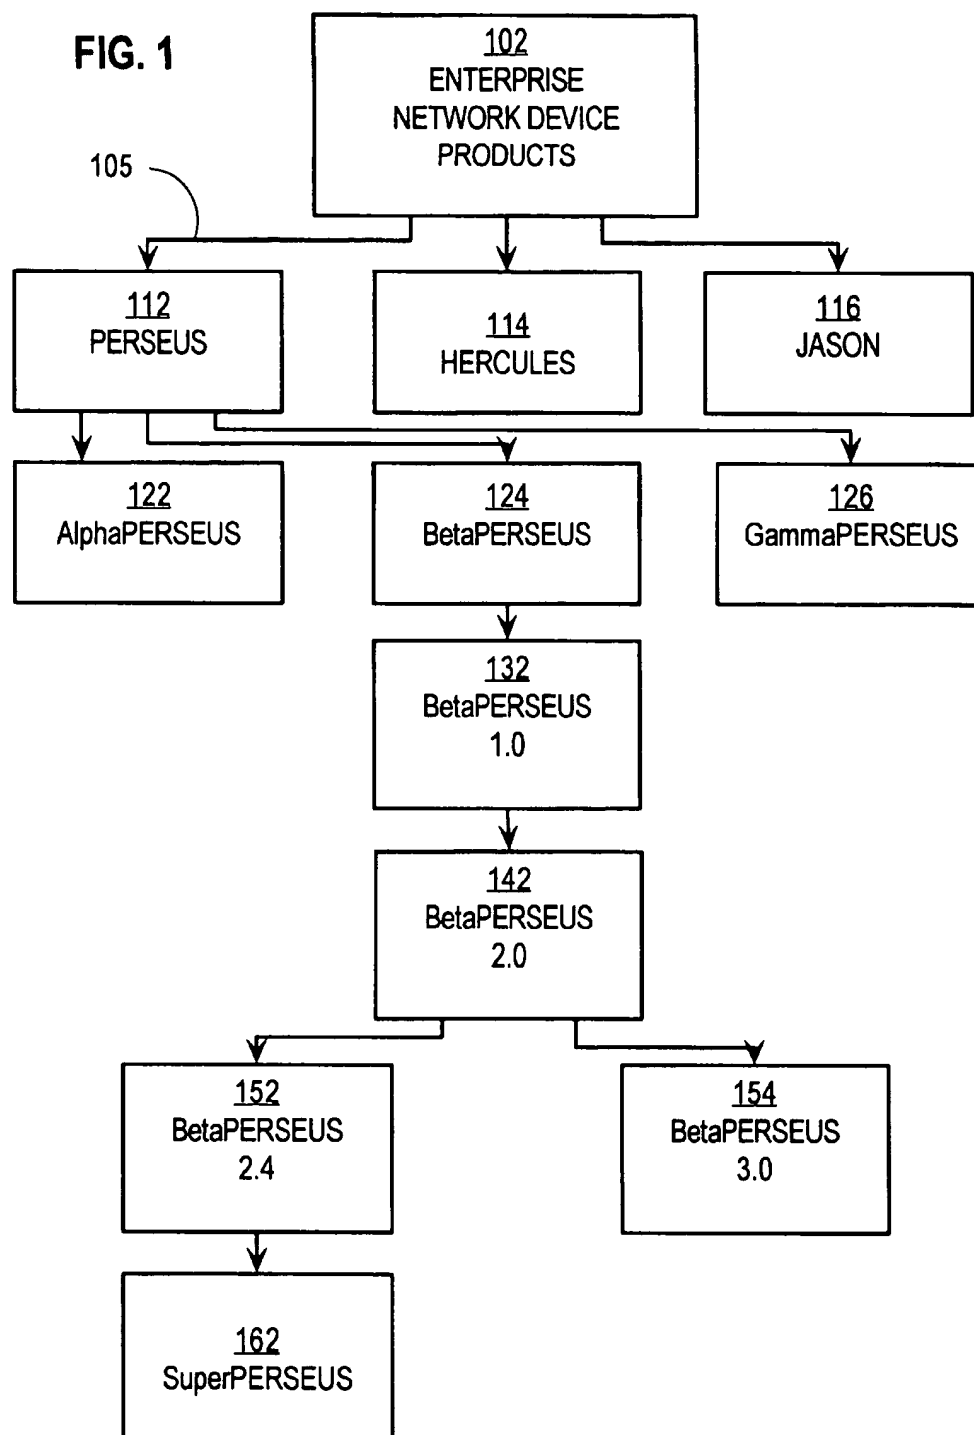 FIG. 1
102
ENTERPRISE
NETWORK DEVICE
PRODUCTS
105
112
PERSEUS
114
HERCULES
116
JASON
122
AlphaPERSEUS
124
BetaPERSEUS
126
GammaPERSEUS
132
BetaPERSEUS
1.0
142
BetaPERSEUS
2.0
152
BetaPERSEUS
2.4
154
BetaPERSEUS
3.0
162
SuperPERSEUS